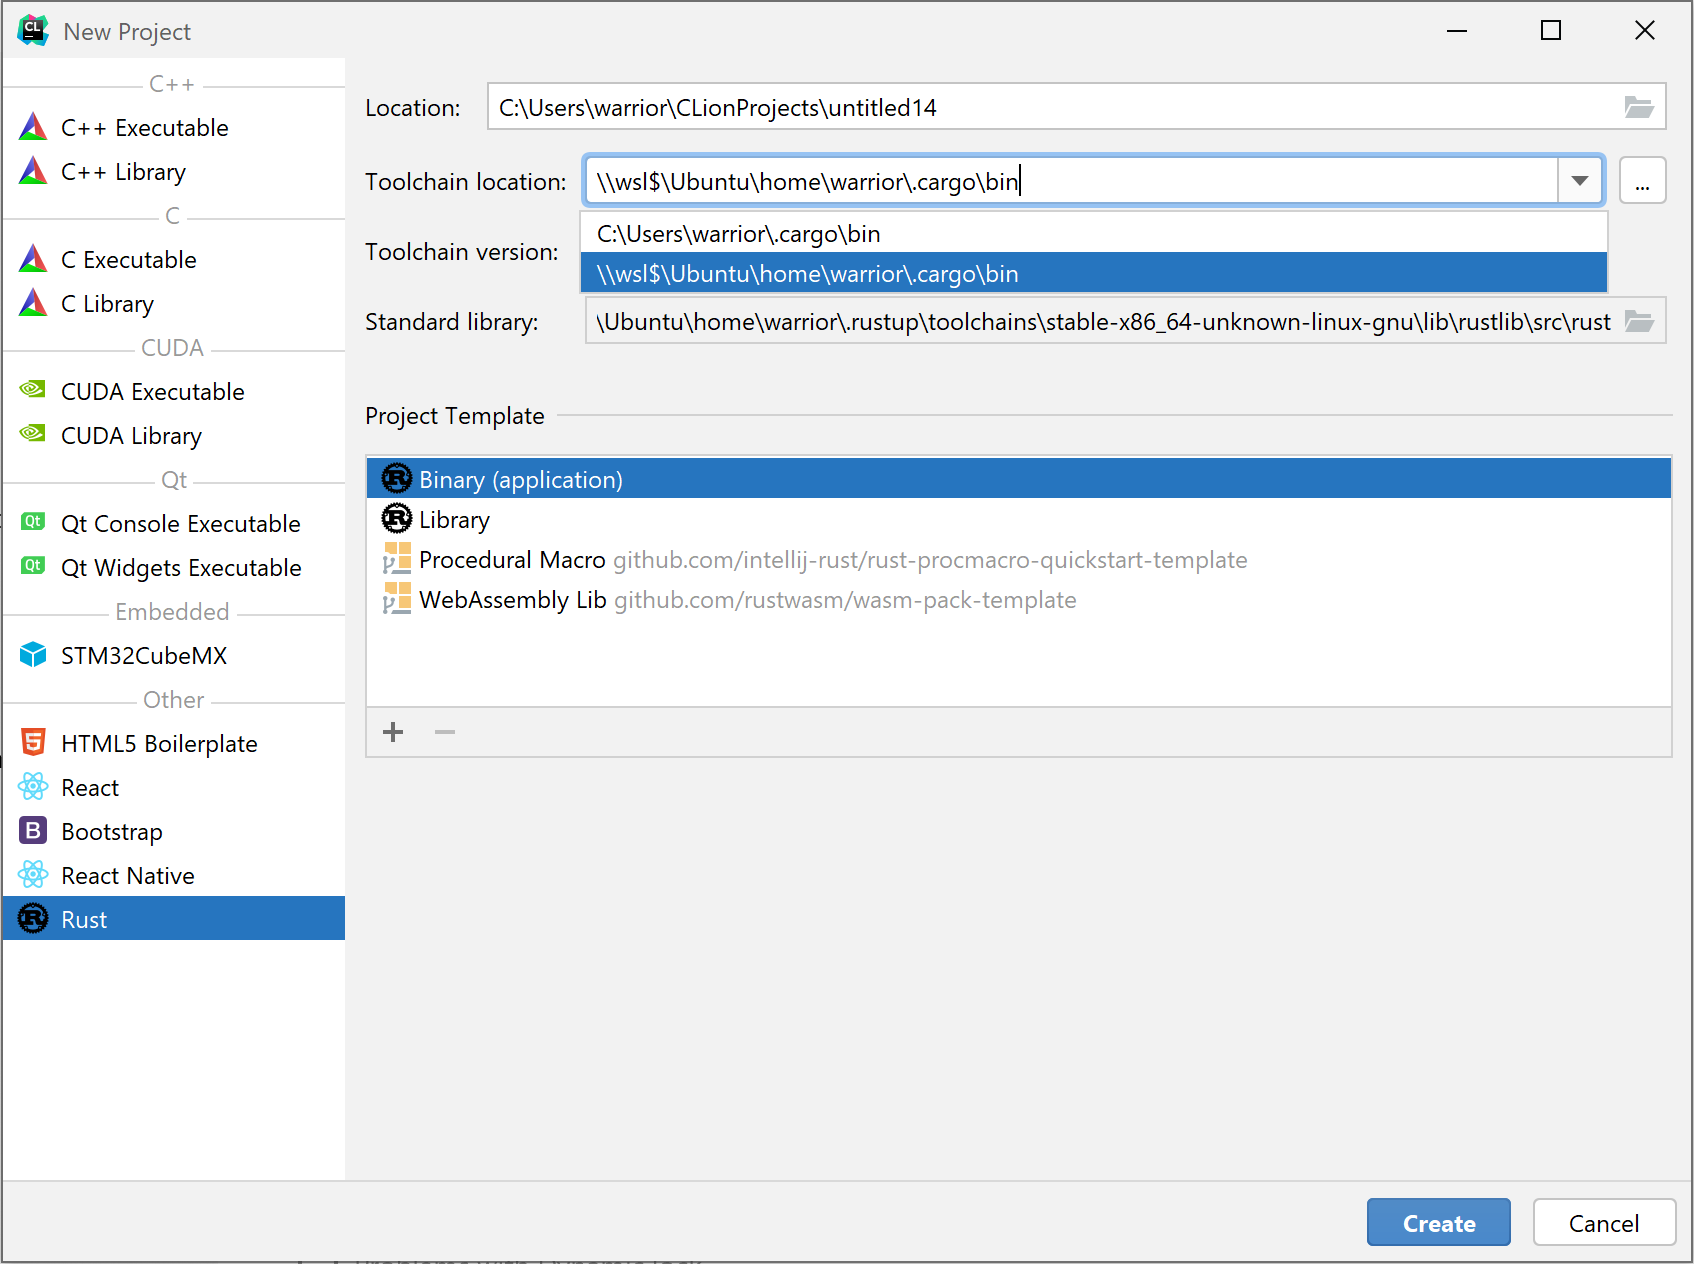 New Project
C++
C++ Executable
C++ Library
C
C Executable
C Library
CUDA
CUDA Executable
CUDA Library
Qt
Qt Console Executable
Qt Widgets Executable
Embedded
STM32CubeMX
Other
HTML5 Boilerplate
React
Bootstrap
React Native
Rust
Location: C:\Users\warrior\CLionProjects\untitled14
Toolchain location: \\wsl$\Ubuntu\home\warrior\.cargo\bin ...
C:\Users\warrior\.cargo\bin
\\wsl$\Ubuntu\home\warrior\.cargo\bin
Toolchain version:
Standard library: \Ubuntu\home\warrior\.rustup\toolchains\stable-x86_64-unknown-linux-gnu\lib\rustlib\src\rust
Project Template
Binary (application)
Library
Procedural Macro github.com/intellij-rust/rust-procmacro-quickstart-template
WebAssembly Lib github.com/rustwasm/wasm-pack-template
Create
Cancel